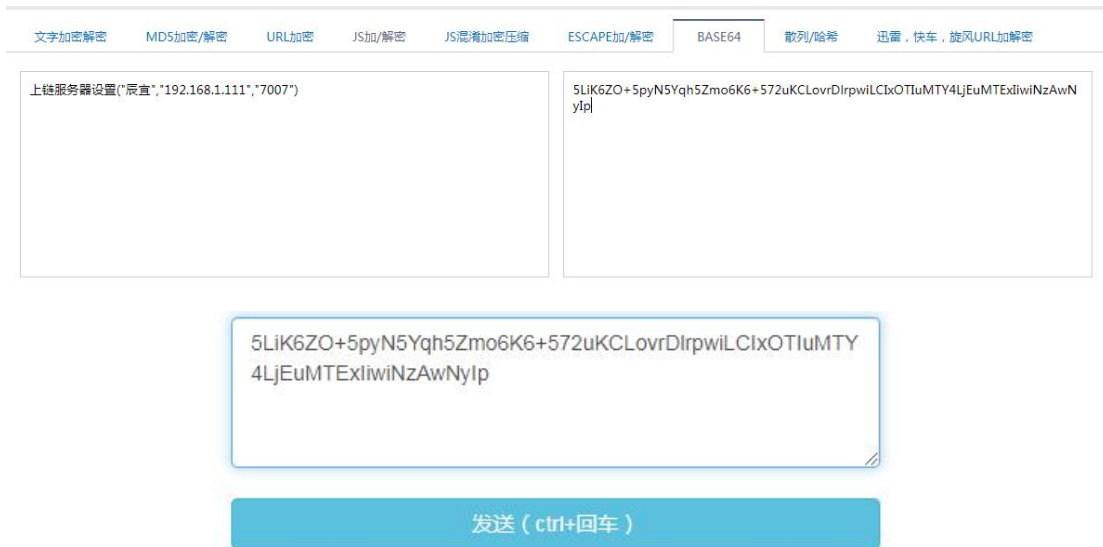 文字加密解密 MD5加密/解密 URL加密 JS加/解密 JS混淆加密压缩 ESCAPE加/解密 BASE64 散列/哈希 迅雷，快车，旋风URL加解密
上链服务器设置("辰宜","192.168.1.111","7007")
5LiK6ZO+5pyN5Yqh5Zmo6K6+572uKCLovrDlrpwiLCIxOTIuMTY4LjEuMTExIiwiNzAwN
yIp
5LiK6ZO+5pyN5Yqh5Zmo6K6+572uKCLovrDlrpwiLCIxOTIuMTY
4LjEuMTExIiwiNzAwNyIp
发送（ctrl+回车）